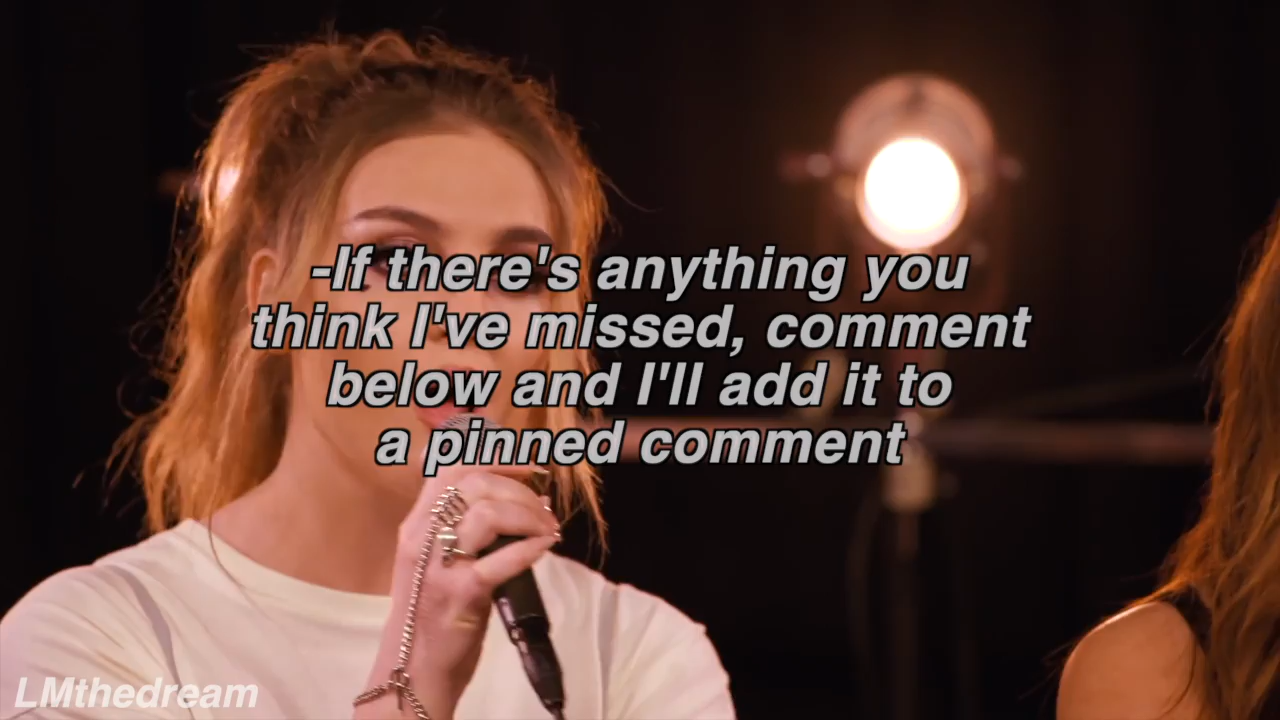 -If there's anything you
think I've missed, comment
below and I'll add it to
a pinned comment
LMthedream